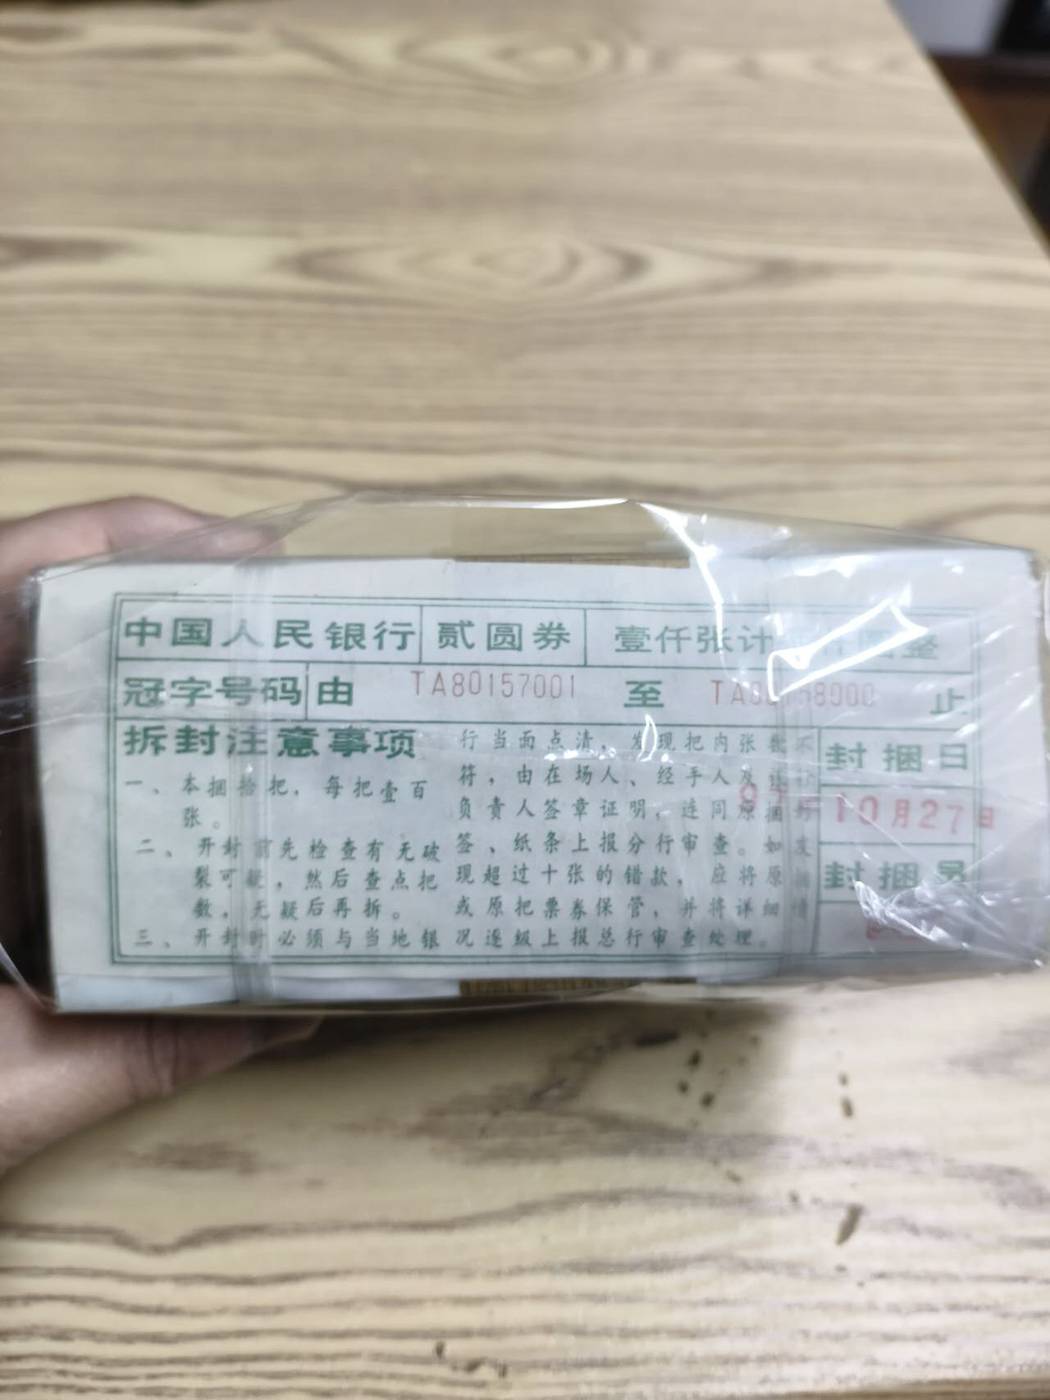 中国人民银行 贰圆券 壹仟张计 整
冠字号码 由 TA80157001 至 TA80158000 止
拆封注意事项
一、本捆拾把，每把壹百
张。
二、开封前先检查有无破
裂可疑，然后查点把
数，无疑后再拆。
三、开封时必须与当地银
行当面点清，发现把内张数不
符，由在场人、经手人及
负责人签章证明，连同原捆封
签、纸条上报分行审查。如发
现超过十张的错款，应将原捆
或原把票券保管，并将详细情
况逐级上报总行审查处理。
封捆日
10月27日
封捆员